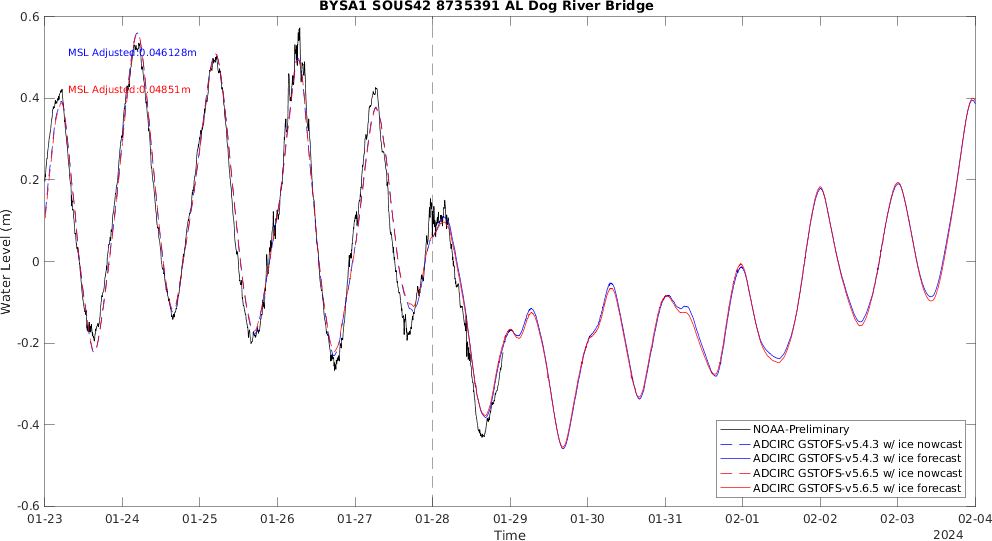 BYSA1 SOUS42 8735391 AL Dog River Bridge
MSL Adjusted:0.046128m
MSL Adjusted:0.04851m
Water Level (m)
0.6
0.4
0.2
0
-0.2
-0.4
-0.6
NOAA-Preliminary
ADCIRC GSTOFS-v5.4.3 w/ ice nowcast
ADCIRC GSTOFS-v5.4.3 w/ ice forecast
ADCIRC GSTOFS-v5.6.5 w/ ice nowcast
ADCIRC GSTOFS-v5.6.5 w/ ice forecast
01-23 01-24 01-25 01-26 01-27 01-28 01-29 01-30 01-31 02-01 02-02 02-03 02-04
Time
2024